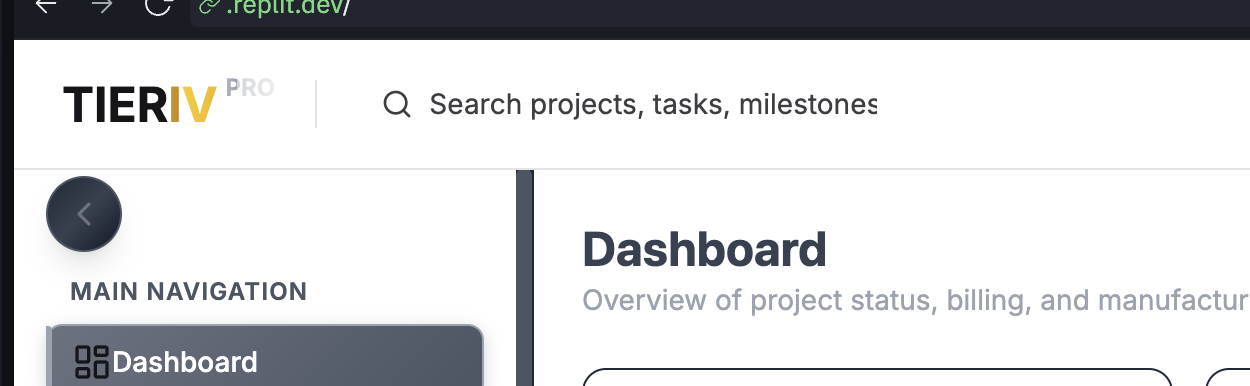 .replit.dev/
TIERIV PRO
Search projects, tasks, milestones
MAIN NAVIGATION
Dashboard
Dashboard
Overview of project status, billing, and manufactur